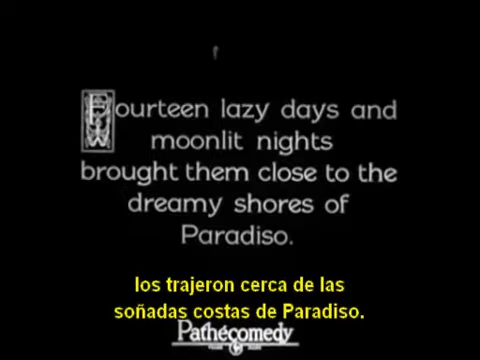 Fourteen lazy days and
moonlit nights
brought them close to the
dreamy shores of
Paradiso.
los trajeron cerca de las
soñadas costas de Paradiso.
Pathécomedy